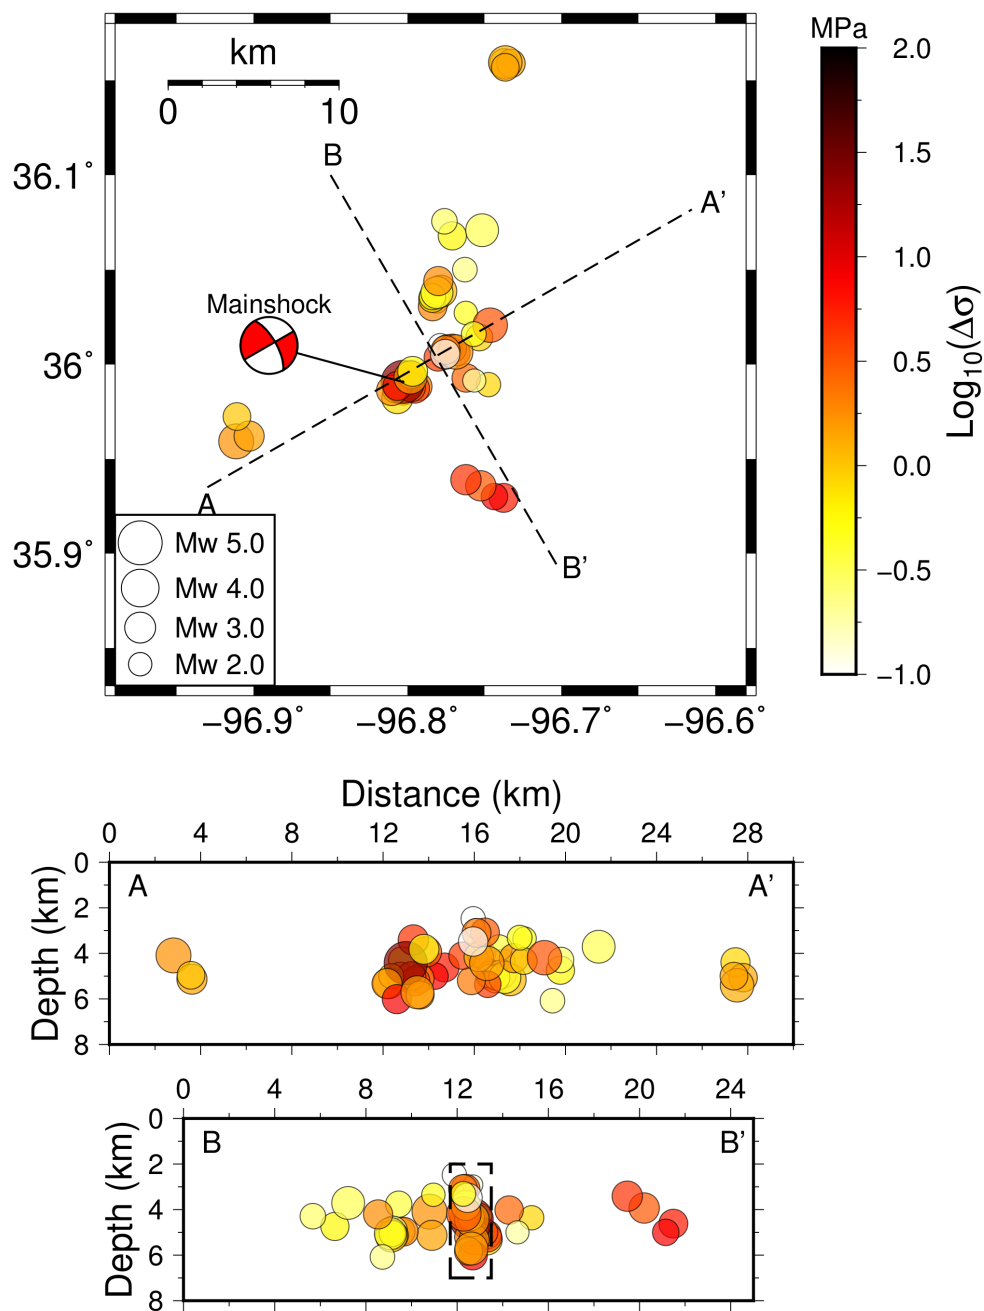 MPa
km
0 10
B
A’
Mainshock
A
B’
Mw 5.0
Mw 4.0
Mw 3.0
Mw 2.0
36.1˚
36˚
35.9˚
−96.9˚ −96.8˚ −96.7˚ −96.6˚
2.0
1.5
1.0
0.5
0.0
−0.5
−1.0
Log10(Δσ)
Distance (km)
0 4 8 12 16 20 24 28
A A’
0
2
4
6
8
Depth (km)
0 4 8 12 16 20 24
B B’
0
2
4
6
8
Depth (km)